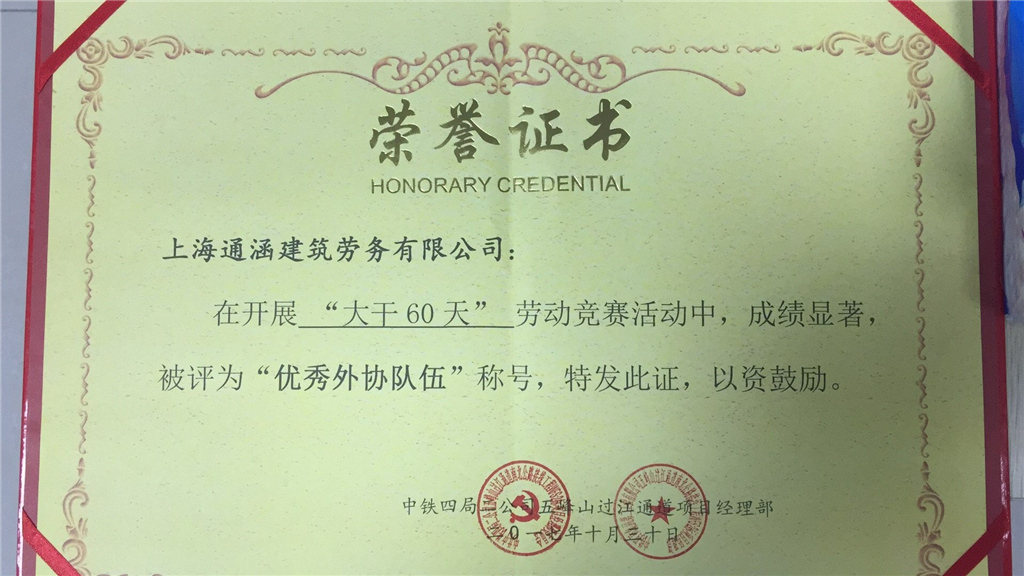 荣誉证书
HONORARY CREDENTIAL
上海通涵建筑劳务有限公司：
在开展“大干60天”劳动竞赛活动中，成绩显著，
被评为“优秀外协队伍”称号，特发此证，以资鼓励。
中铁四局 公司五峰山过江通道项目经理部
〇一七年十月三十日